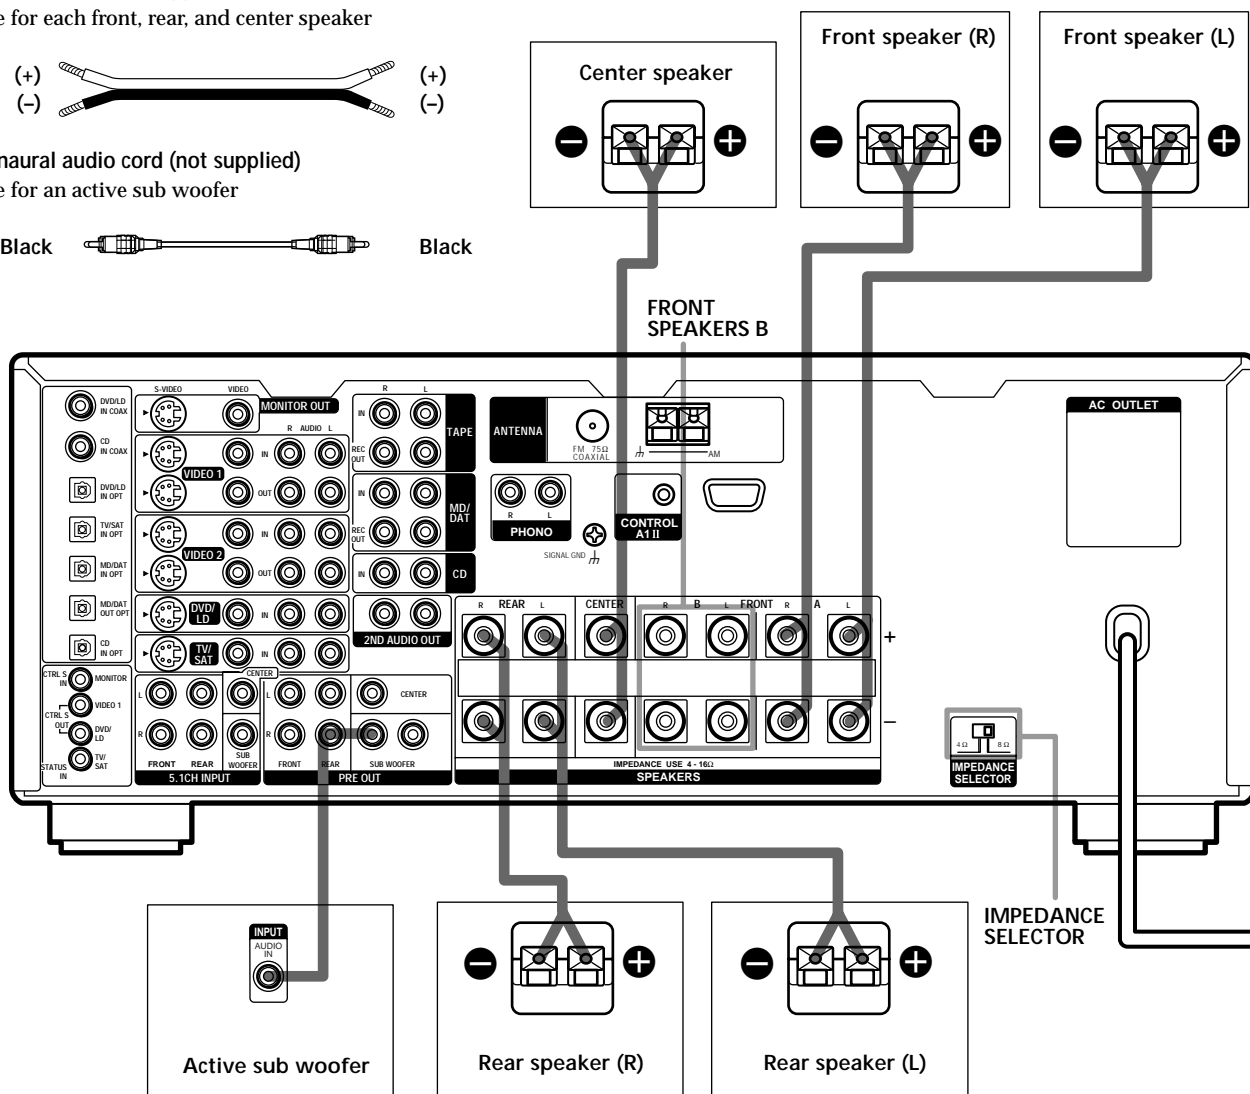 e for each front, rear, and center speaker
(+) (+)
(–) (–)
naural audio cord (not supplied)
e for an active sub woofer
Black Black
Center speaker
Front speaker (R)
Front speaker (L)
FRONT
SPEAKERS B
S-VIDEO VIDEO
MONITOR OUT
R AUDIO L
DVD/LD
IN COAX
CD
IN COAX
DVD/LD
IN OPT
TV/SAT
IN OPT
MD/DAT
IN OPT
MD/DAT
OUT OPT
CD
IN OPT
CTRL S
IN
MONITOR
VIDEO 1
CTRL S
OUT
DVD/
LD
STATUS
IN
TV/
SAT
VIDEO 1
IN
OUT
VIDEO 2
IN
OUT
DVD/
LD
IN
TV/
SAT
IN
R L
IN
REC
OUT
TAPE
IN
REC
OUT
MD/
DAT
IN
CD
2ND AUDIO OUT
CENTER
L
R
FRONT REAR
SUB
WOOFER
5.1CH INPUT
L
R
CENTER
FRONT REAR SUB WOOFER
PRE OUT
ANTENNA
FM 75Ω
COAXIAL
AM
R L
PHONO
SIGNAL GND
CONTROL
A1 II
AC OUTLET
R REAR L CENTER R B L FRONT R A L
+
–
IMPEDANCE USE 4 - 16Ω
SPEAKERS
4 Ω 8 Ω
IMPEDANCE
SELECTOR
IMPEDANCE
SELECTOR
INPUT
AUDIO
IN
Active sub woofer
Rear speaker (R)
Rear speaker (L)